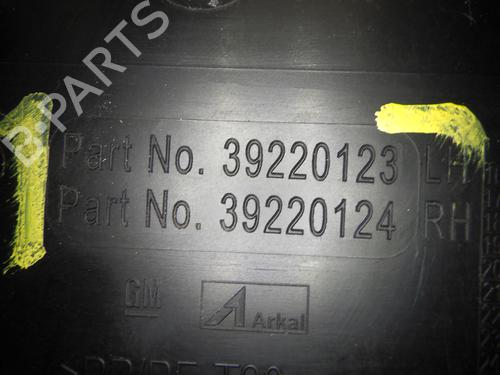 B-PARTS
Part No. 39220123 LH
Part No. 39220124 RH
GM
Arkal